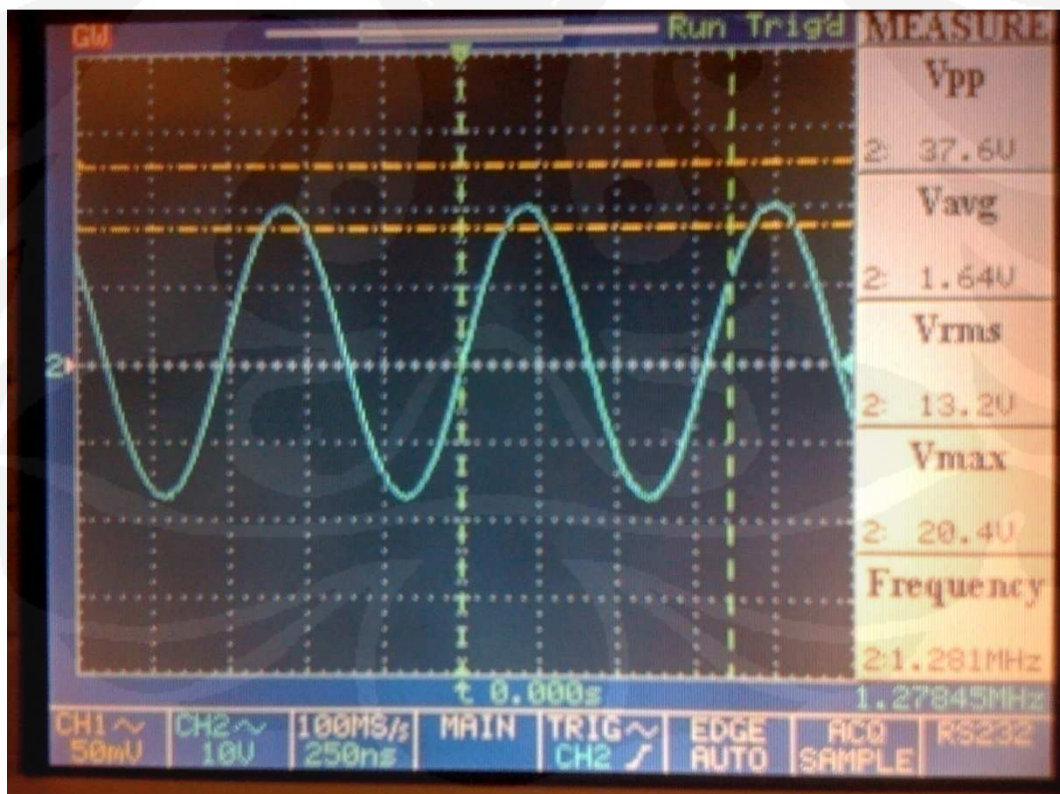 GW Run Trig'd MEASURE
Vpp
2: 37.6V
Vavg
2: 1.64V
Vrms
2
2: 13.2V
Vmax
2: 20.4V
Frequency
2:1.281MHz
t 0.000s 1.27845MHz
CH1~ CH2~ 100MS/s MAIN TRIG~ EDGE ACQ RS232
50mV 10V 250ns CH2 AUTO SAMPLE